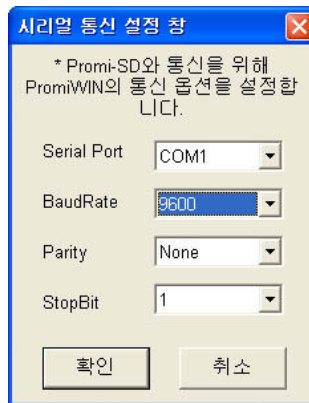 시리얼 통신 설정 창
* Promi-SD와 통신을 위해
PromiWIN의 통신 옵션을 설정합
니다.
Serial Port COM1
BaudRate 9600
Parity None
StopBit 1
확인 취소